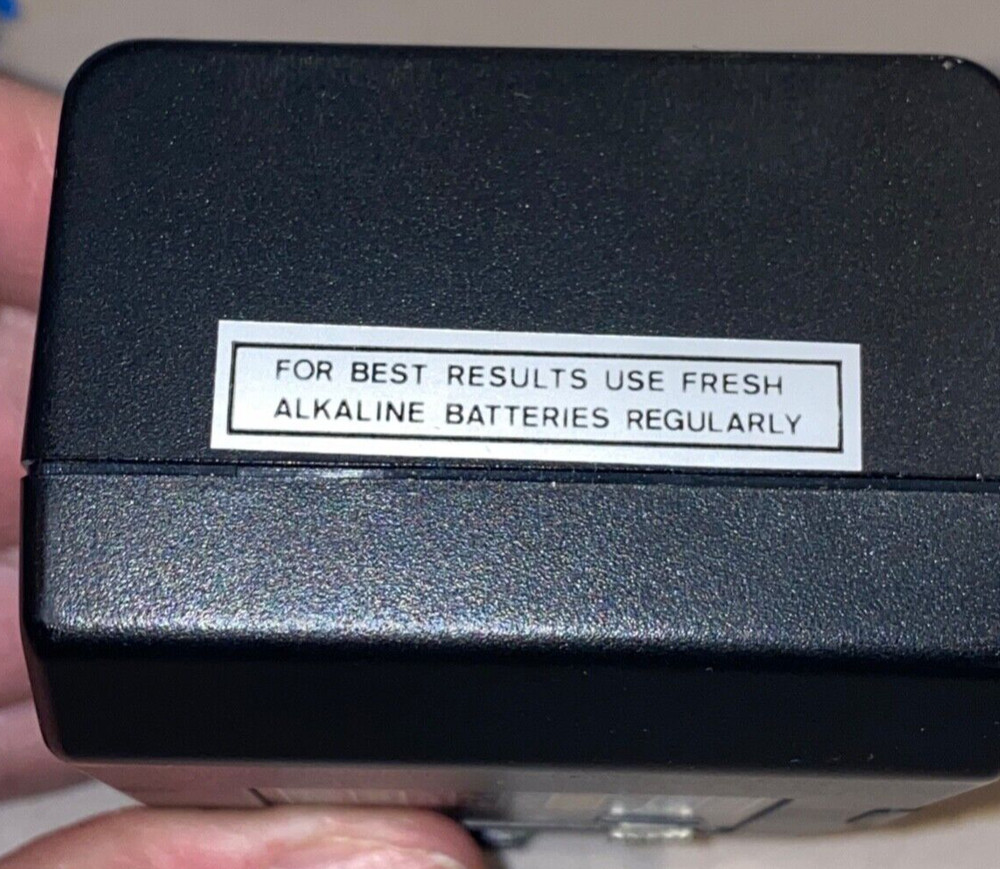 FOR BEST RESULTS USE FRESH
ALKALINE BATTERIES REGULARLY